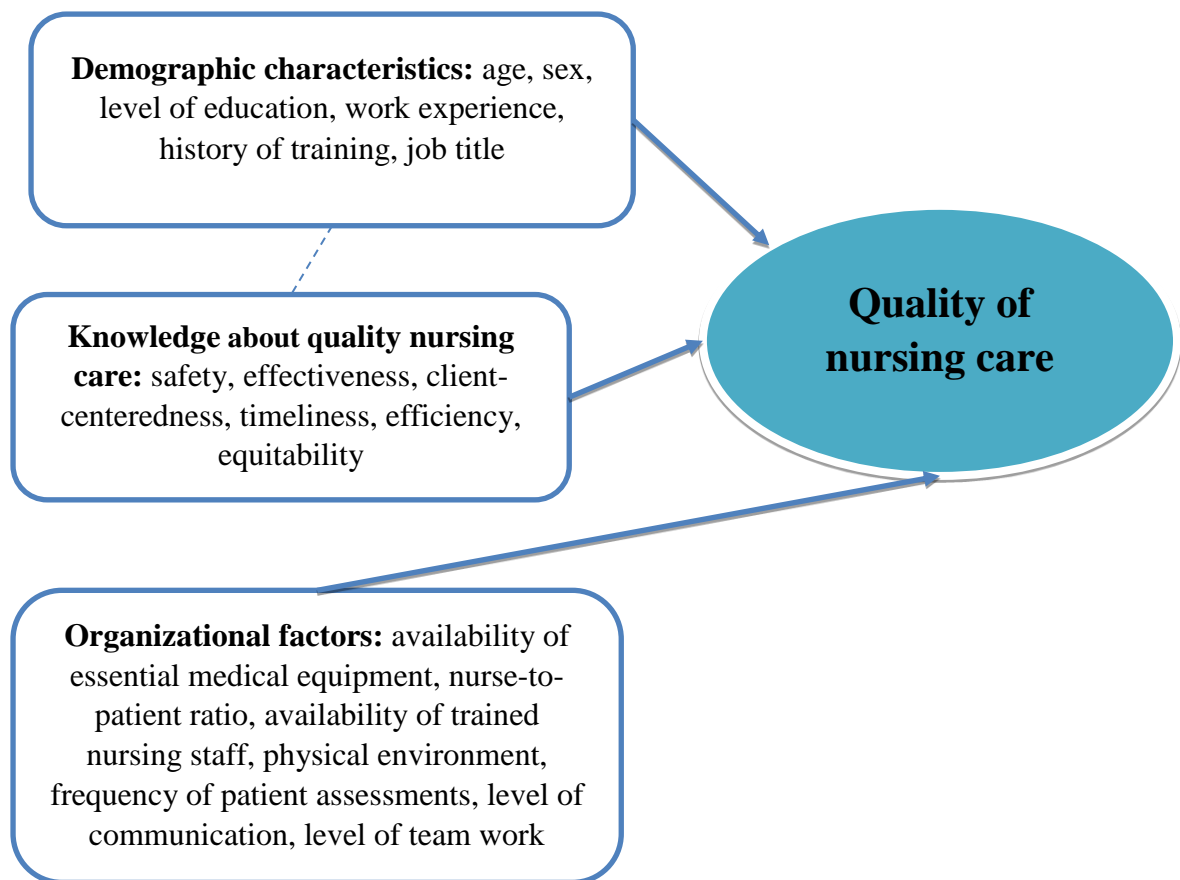 Demographic characteristics: age, sex,
level of education, work experience,
history of training, job title
Quality of
nursing care
Knowledge about quality nursing
care: safety, effectiveness, client-
centeredness, timeliness, efficiency,
equitability
Organizational factors: availability of
essential medical equipment, nurse-to-
patient ratio, availability of trained
nursing staff, physical environment,
frequency of patient assessments, level of
communication, level of team work